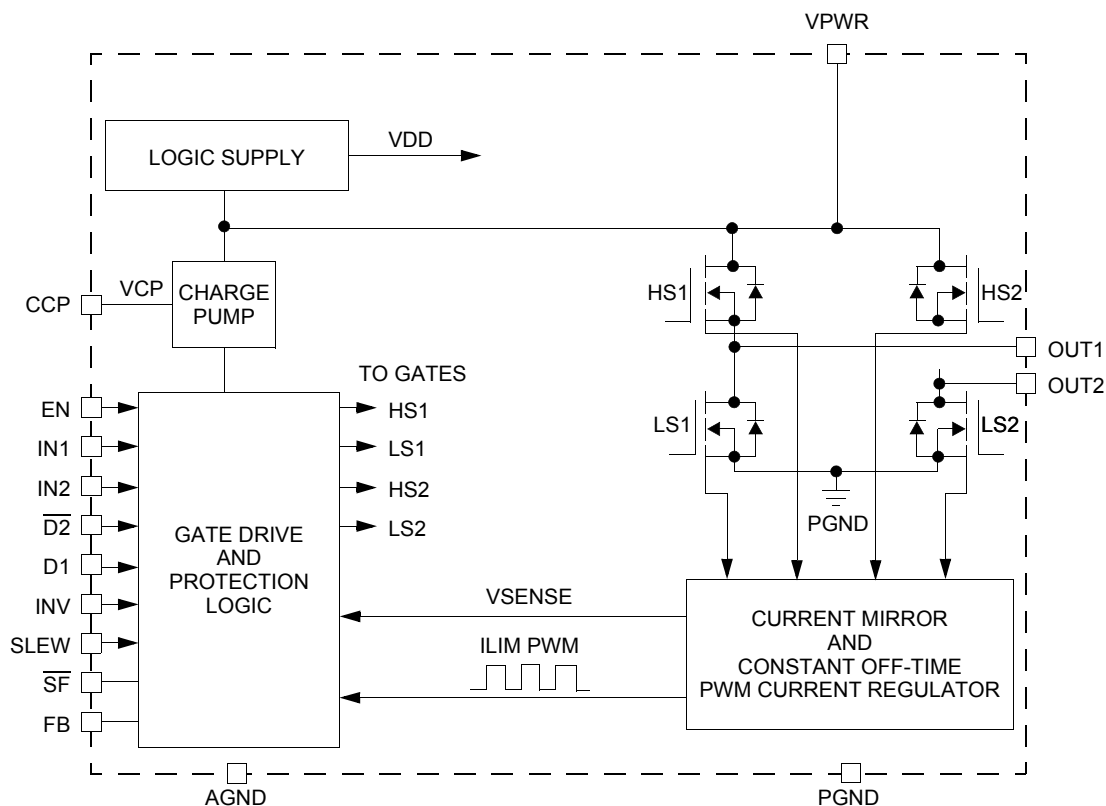 VPWR
LOGIC SUPPLY
VDD
CCP
VCP
CHARGE
PUMP
HS1
HS2
OUT1
OUT2
TO GATES
EN
HS1
IN1
LS1
IN2
HS2
D2
LS2
D1
INV
SLEW
SF
FB
GATE DRIVE
AND
PROTECTION
LOGIC
LS1
LS2
PGND
VSENSE
ILIM PWM
CURRENT MIRROR
AND
CONSTANT OFF-TIME
PWM CURRENT REGULATOR
AGND
PGND